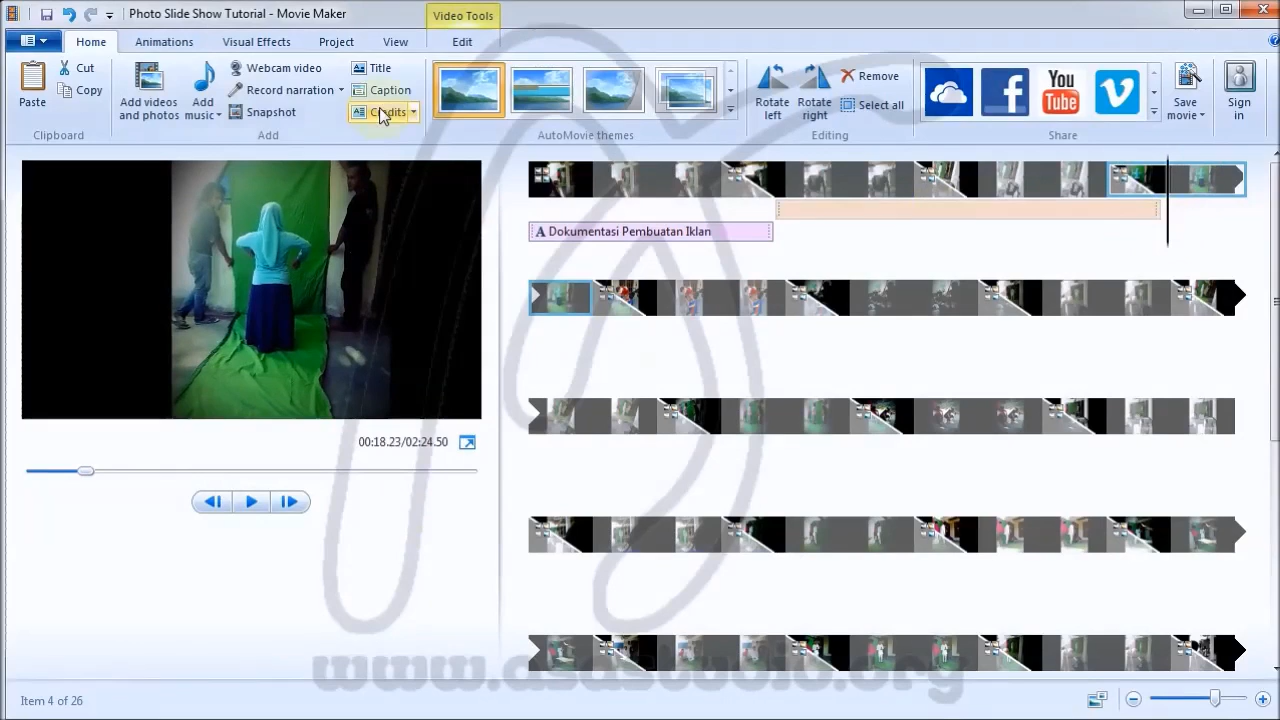 Photo Slide Show Tutorial - Movie Maker
Video Tools
Home
Animations
Visual Effects
Project
View
Edit
Paste
Cut
Copy
Clipboard
Add videos
and photos
Add
music
Webcam video
Record narration
Snapshot
Title
Caption
Credits
Add
AutoMovie themes
Rotate
left
Rotate
right
Remove
Select all
Editing
f
You
Tube
v
Share
Save
movie
Sign
in
A Dokumentasi Pembuatan Iklan
00:18.23/02:24.50
www.asastudio.org
Item 4 of 26